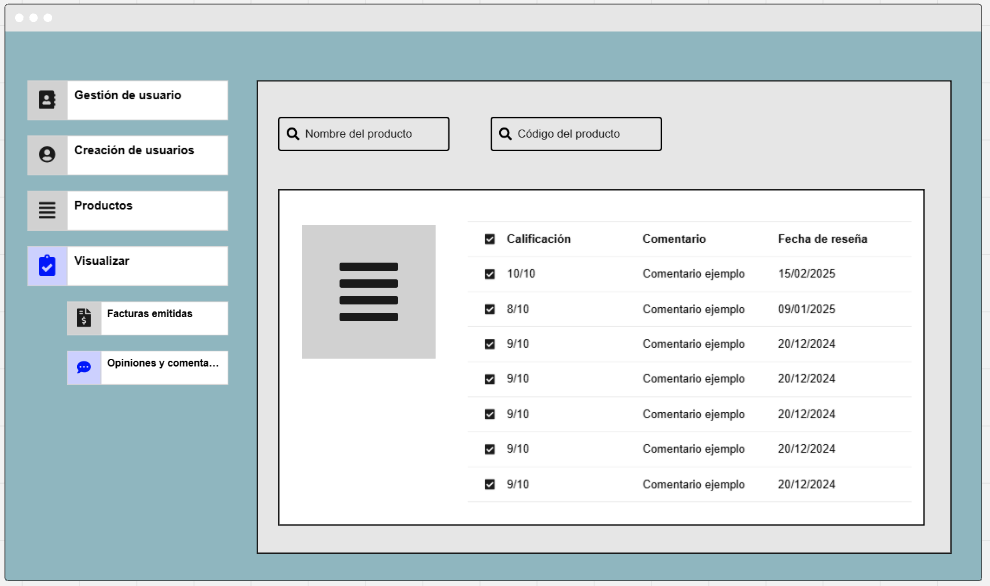 Gestión de usuario
Creación de usuarios
Productos
Visualizar
Facturas emitidas
Opiniones y comenta...
Nombre del producto
Código del producto
Calificación Comentario Fecha de reseña
10/10 Comentario ejemplo 15/02/2025
8/10 Comentario ejemplo 09/01/2025
9/10 Comentario ejemplo 20/12/2024
9/10 Comentario ejemplo 20/12/2024
9/10 Comentario ejemplo 20/12/2024
9/10 Comentario ejemplo 20/12/2024
9/10 Comentario ejemplo 20/12/2024